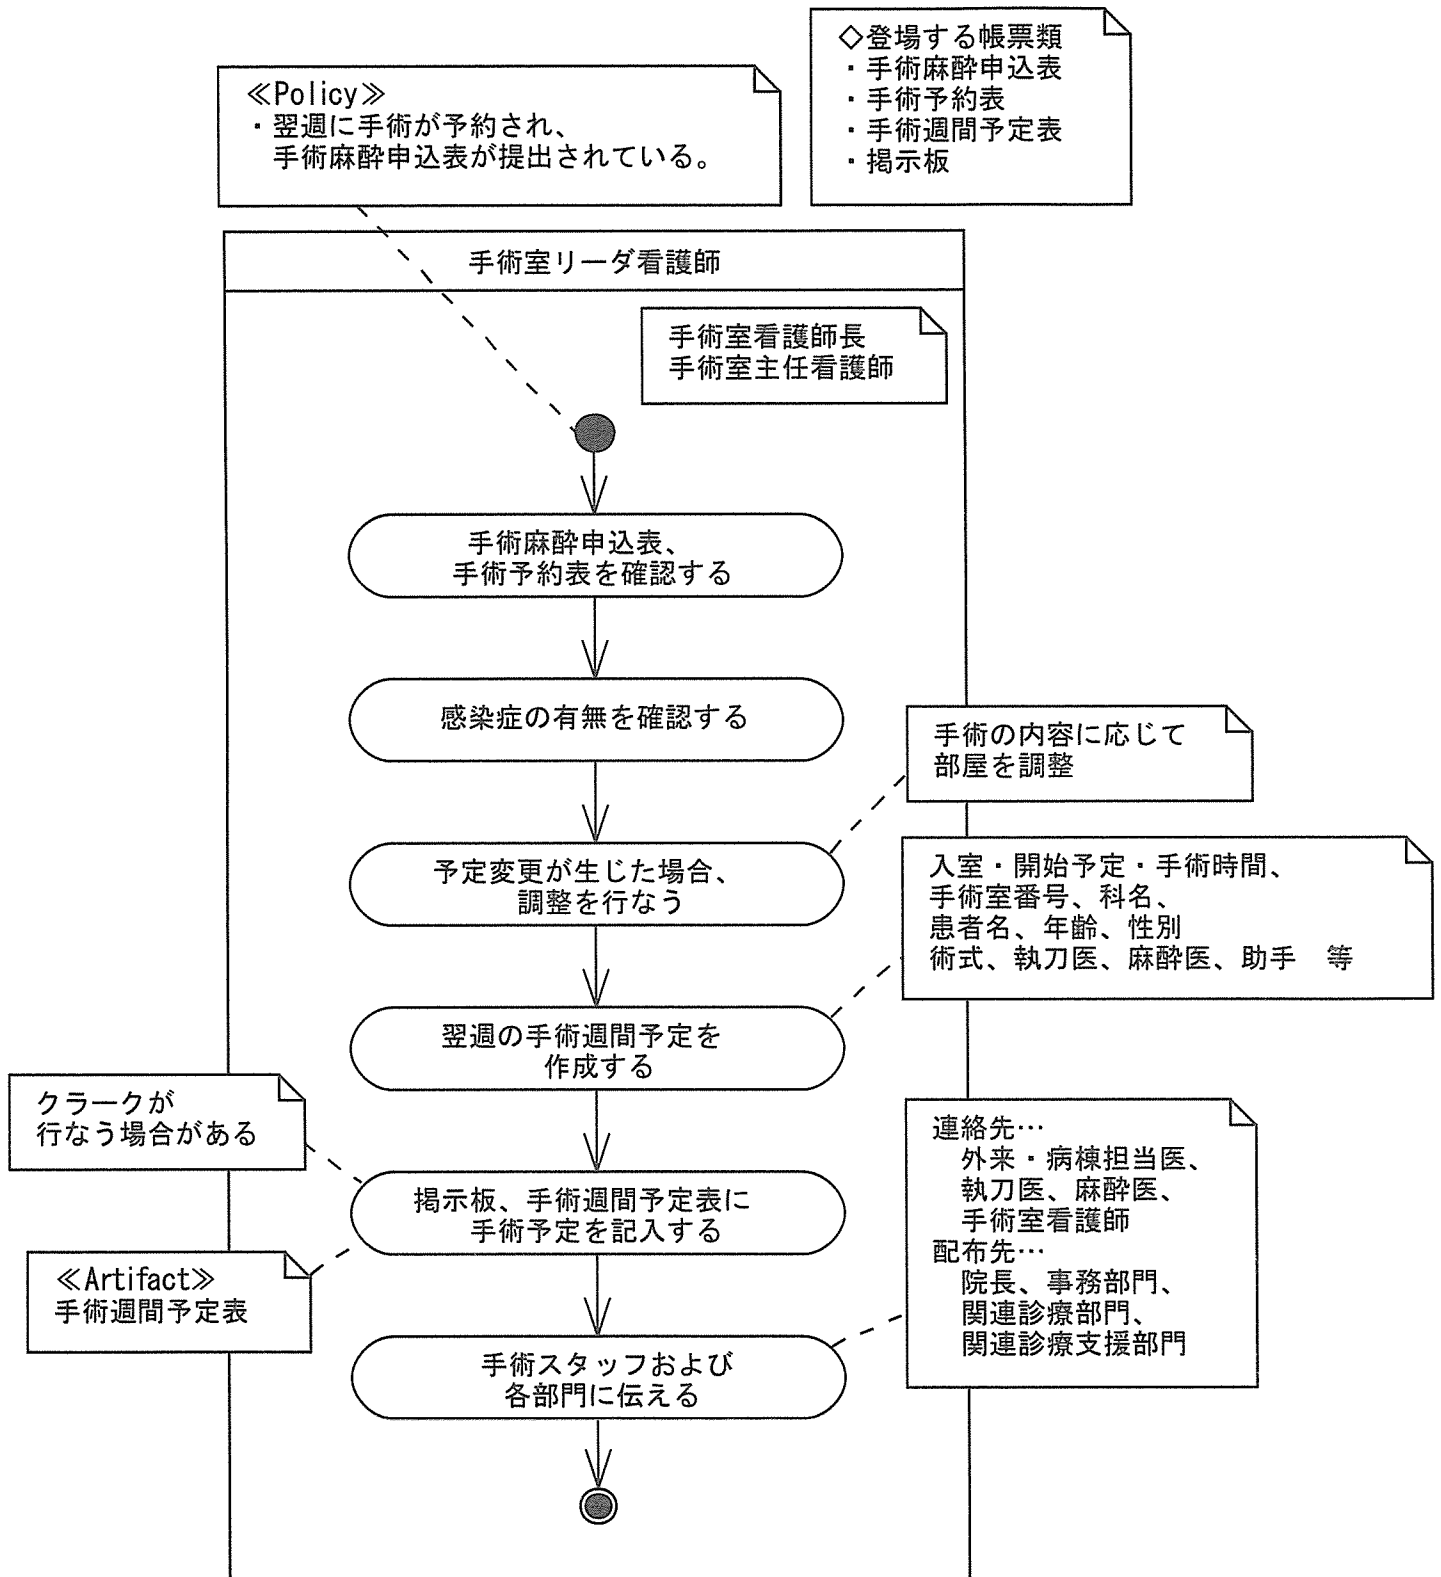 ◇登場する帳票類
・手術麻酔申込表
・手術予約表
・手術週間予定表
・掲示板
≪Policy≫
・翌週に手術が予約され、
手術麻酔申込表が提出されている。
手術室リーダ看護師
手術室看護師長
手術室主任看護師
手術麻酔申込表、
手術予約表を確認する
感染症の有無を確認する
手術の内容に応じて
部屋を調整
予定変更が生じた場合、
調整を行なう
入室・開始予定・手術時間、
手術室番号、科名、
患者名、年齢、性別
術式、執刀医、麻酔医、助手　等
翌週の手術週間予定を
作成する
クラークが
行なう場合がある
掲示板、手術週間予定表に
手術予定を記入する
≪Artifact≫
手術週間予定表
連絡先…
外来・病棟担当医、
執刀医、麻酔医、
手術室看護師
配布先…
院長、事務部門、
関連診療部門、
関連診療支援部門
手術スタッフおよび
各部門に伝える